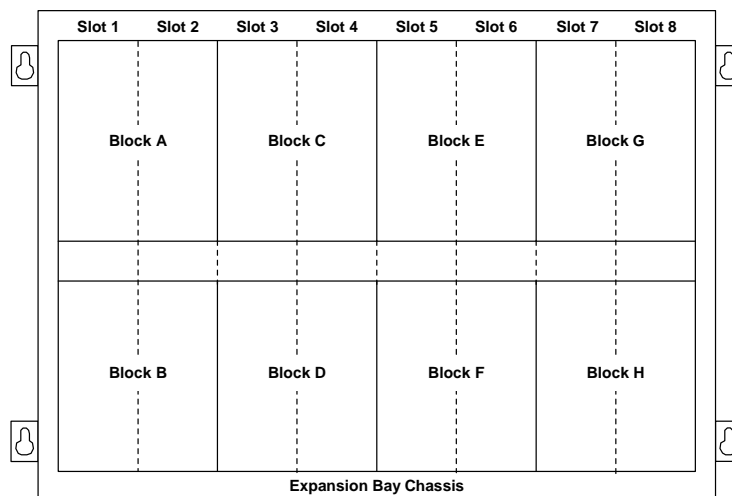 Slot 1 Slot 2 Slot 3 Slot 4 Slot 5 Slot 6 Slot 7 Slot 8
Block A Block C Block E Block G
Block B Block D Block F Block H
Expansion Bay Chassis